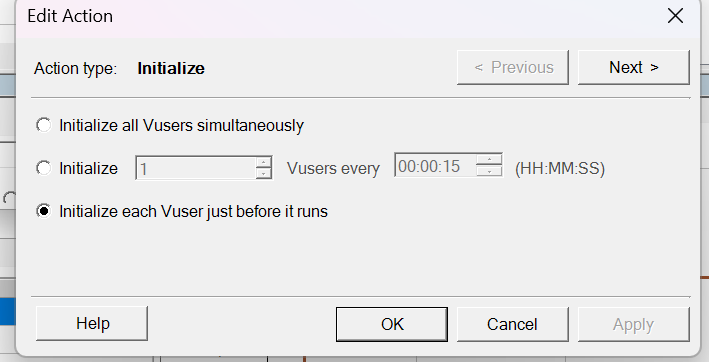 Edit Action
Action type: Initialize
< Previous
Next >
Initialize all Vusers simultaneously
Initialize 1 Vusers every 00:00:15 (HH:MM:SS)
Initialize each Vuser just before it runs
Help
OK
Cancel
Apply